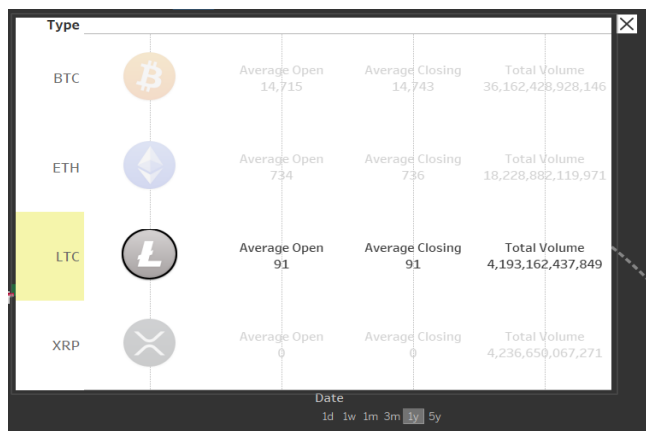 Type
BTC
Average Open
14,715
Average Closing
14,743
Total Volume
36,162,428,928,146
ETH
Average Open
734
Average Closing
736
Total Volume
18,228,882,119,971
LTC
Average Open
91
Average Closing
91
Total Volume
4,193,162,437,849
XRP
Average Open
0
Average Closing
0
Total Volume
4,236,650,067,271
Date
1d 1w 1m 3m 1y 5y